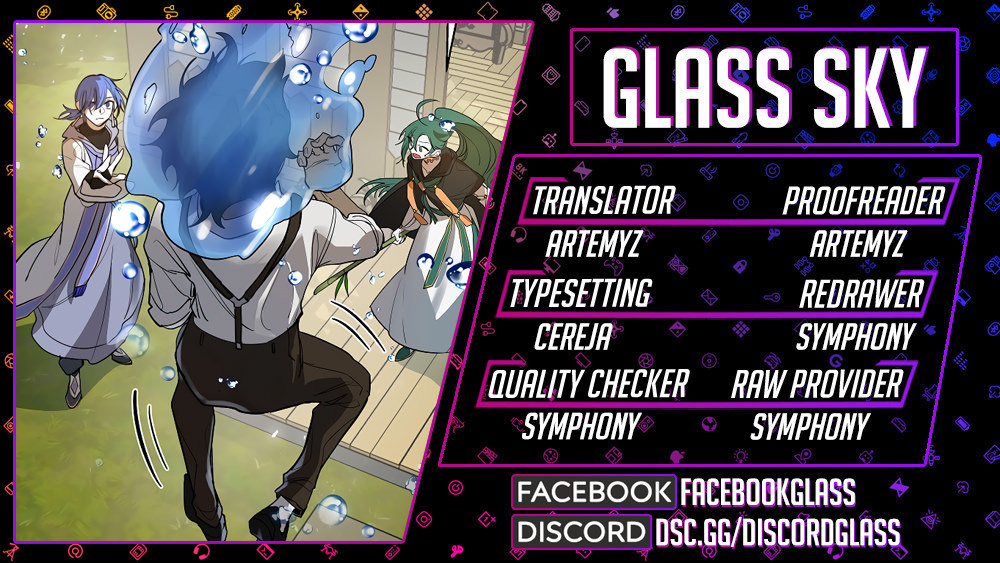 GLASS SKY
TRANSLATOR PROOFREADER
ARTEMYZ ARTEMYZ
TYPESETTING REDRAWER
CEREJA SYMPHONY
QUALITY CHECKER RAW PROVIDER
SYMPHONY SYMPHONY
FACEBOOK FACEBOOKGLASS
DISCORD DSC.GG/DISCORDGLASS